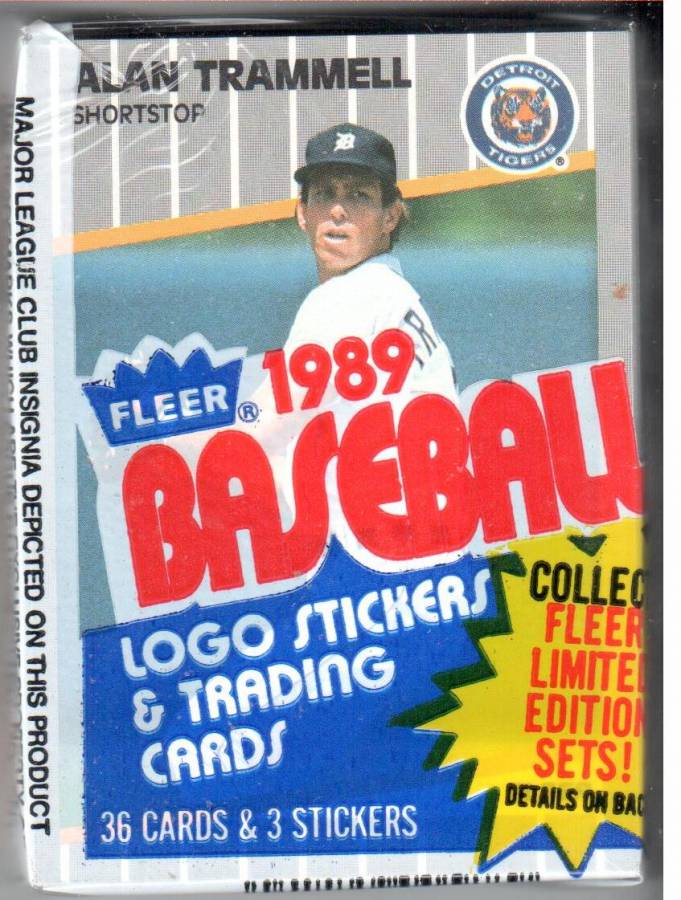 ALAN TRAMMELL
SHORTSTOP
DETROIT
TIGERS
®
MAJOR LEAGUE CLUB INSIGNIA DEPICTED ON THIS PRODUCT
FLEER ® 1989
BASEBALL
LOGO STICKERS
& TRADING
CARDS
36 CARDS & 3 STICKERS
COLLEC
FLEER
LIMITE
EDITION
SETS!
DETAILS ON BAC